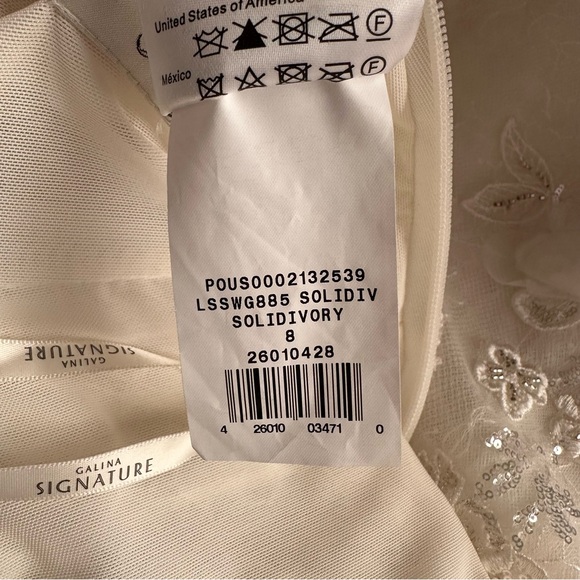 United States of America
F
México
F
POUS0002132539
LSSWG885 SOLIDIV
SOLIDIVORY
8
26010428
4 26010 03471 0
GALINA
SIGNATURE
GALINA
SIGNATURE